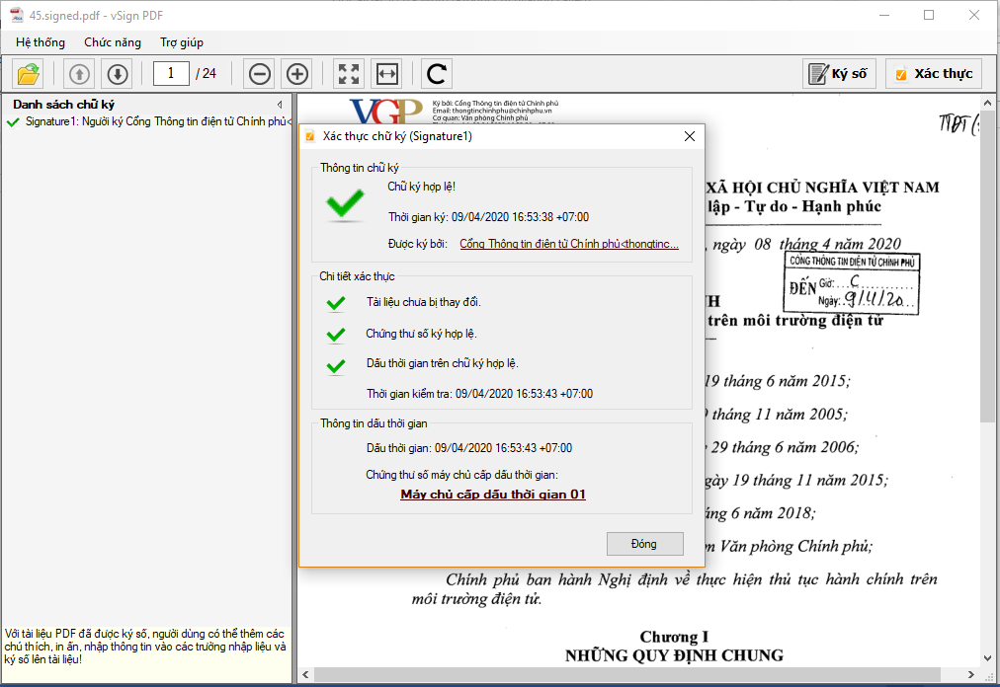 45.signed.pdf - vSign PDF
Hệ thống Chức năng Trợ giúp
1 / 24 Ký số Xác thực
Danh sách chữ ký
Signature1: Người ký Cổng Thông tin điện tử Chính phủ<
Với tài liệu PDF đã được ký số, người dùng có thể thêm các
chú thích, in ấn, nhập thông tin vào các trường nhập liệu và
ký số lên tài liệu!
VGP
Ký bởi: Cổng Thông tin điện tử Chính phủ
Email: thongtinchinhphu@chinhphu.vn
Cơ quan: Văn phòng Chính phủ
TTĐT (
Xác thực chữ ký (Signature1)
Thông tin chữ ký
Chữ ký hợp lệ!
Thời gian ký: 09/04/2020 16:53:38 +07:00
Được ký bởi: Cổng Thông tin điện tử Chính phủ<thongtinc...
Chi tiết xác thực
Tài liệu chưa bị thay đổi.
Chứng thư số ký hợp lệ.
Dấu thời gian trên chữ ký hợp lệ.
Thời gian kiểm tra: 09/04/2020 16:53:43 +07:00
Thông tin dấu thời gian
Dấu thời gian: 09/04/2020 16:53:43 +07:00
Chứng thư số máy chủ cấp dấu thời gian:
Máy chủ cấp dấu thời gian 01
Đóng
XÃ HỘI CHỦ NGHĨA VIỆT NAM
lập - Tự do - Hạnh phúc
, ngày 08 tháng 4 năm 2020
CỔNG THÔNG TIN ĐIỆN TỬ CHÍNH PHỦ
ĐẾN Giờ:...C..........
Ngày: 9/4/20...
H
trên môi trường điện tử
19 tháng 6 năm 2015;
tháng 11 năm 2005;
29 tháng 6 năm 2006;
gày 19 tháng 11 năm 2015;
áng 6 năm 2018;
m Văn phòng Chính phủ;
Chính phủ ban hành Nghị định về thực hiện thủ tục hành chính trên
môi trường điện tử.
Chương I
NHỮNG QUY ĐỊNH CHUNG